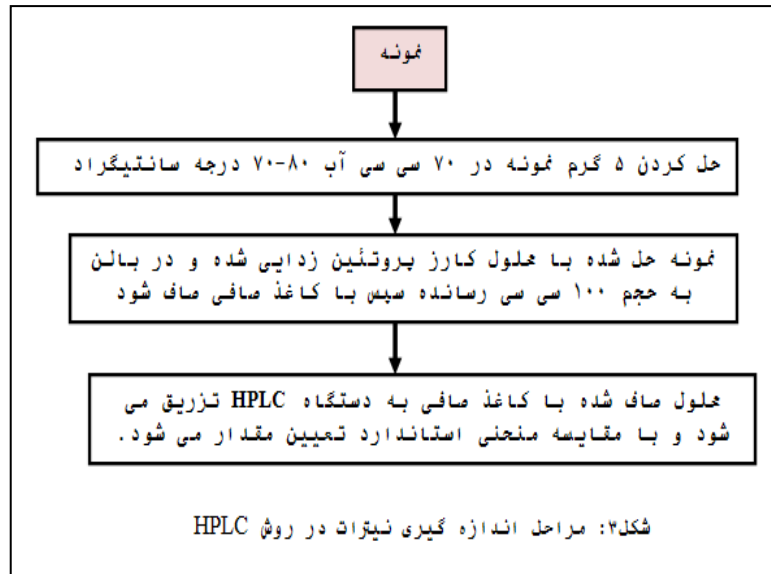 نمونه
حل کردن ۵ گرم نمونه در ۷۰ سی سی آب ۸۰-۷۰ درجه سانتیگراد
نمونه حل شده با محلول کارز پروتئین زدایی شده و در بالن
به حجم ۱۰۰ سی سی رسانده سپس با کاغذ صافی صاف شود
محلول صاف شده با کاغذ صافی به دستگاه HPLC تزریق می
شود و با مقایسه منحنی استاندارد تعیین مقدار می شود.
شکل۳: مراحل اندازه گیری نیترات در روش HPLC